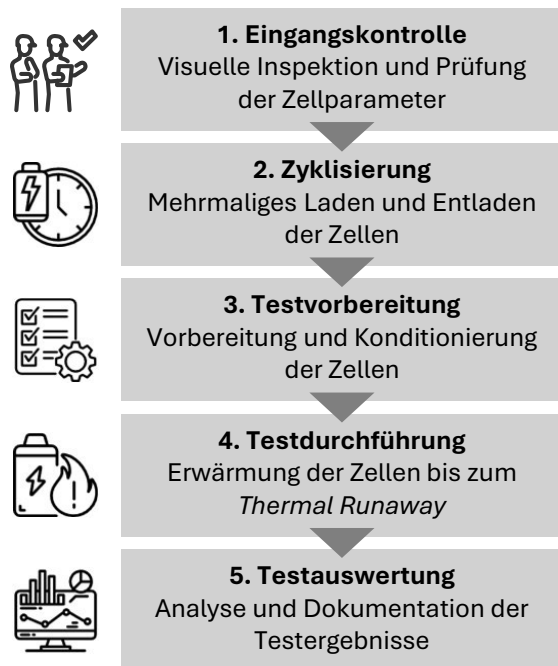 1. Eingangskontrolle
Visuelle Inspektion und Prüfung
der Zellparameter
2. Zyklisierung
Mehrmaliges Laden und Entladen
der Zellen
3. Testvorbereitung
Vorbereitung und Konditionierung
der Zellen
4. Testdurchführung
Erwärmung der Zellen bis zum
Thermal Runaway
5. Testauswertung
Analyse und Dokumentation der
Testergebnisse